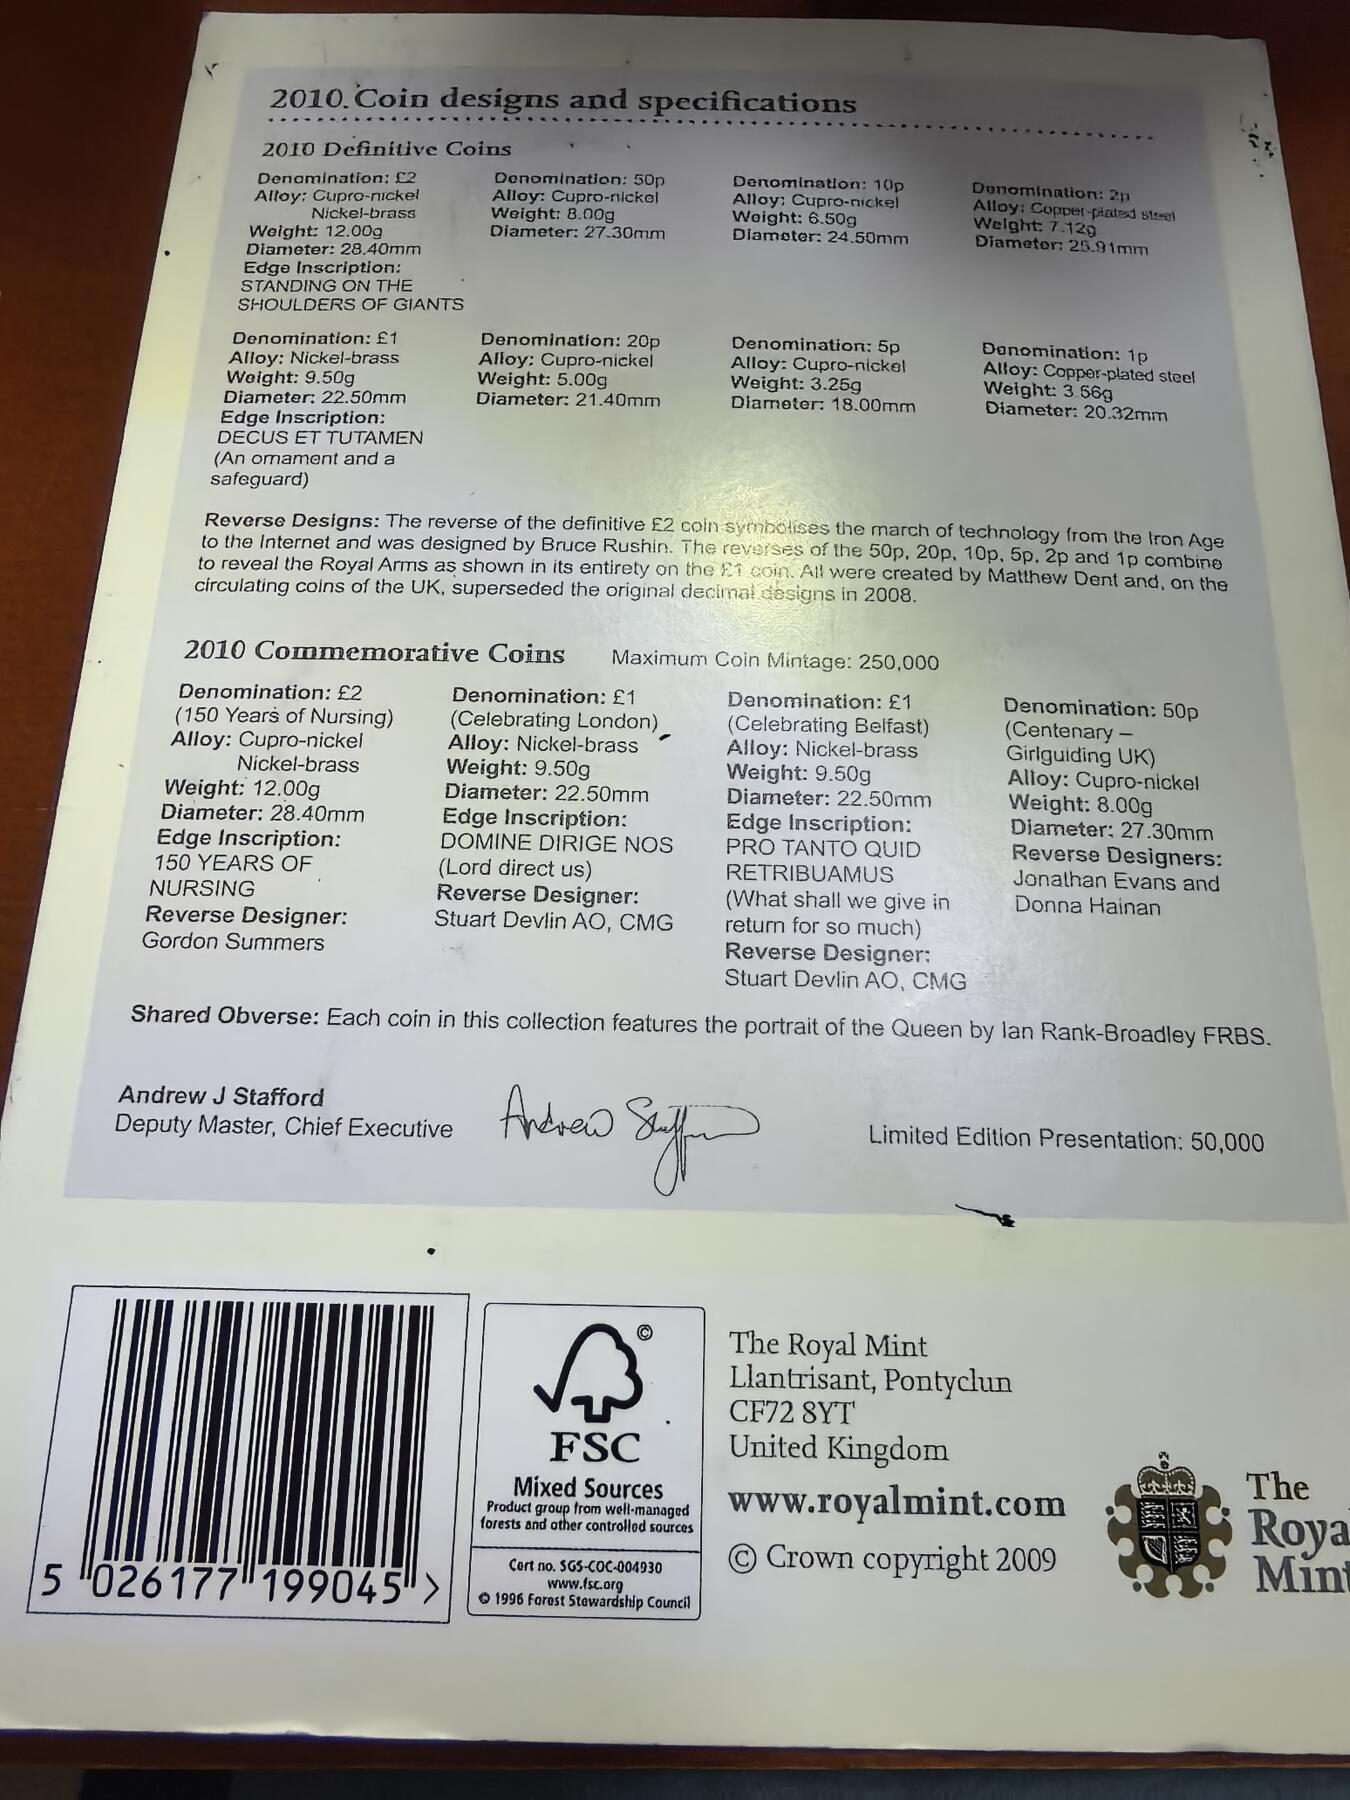 2010 Coin designs and specifications
2010 Definitive Coins
Denomination: £2
Alloy: Cupro-nickel
Nickel-brass
Weight: 12.00g
Diameter: 28.40mm
Edge Inscription:
STANDING ON THE
SHOULDERS OF GIANTS
Denomination: 50p
Alloy: Cupro-nickel
Weight: 8.00g
Diameter: 27.30mm
Denomination: 10p
Alloy: Cupro-nickel
Weight: 6.50g
Diameter: 24.50mm
Denomination: 2p
Alloy: Copper-plated steel
Weight: 7.12g
Diameter: 25.91mm
Denomination: £1
Alloy: Nickel-brass
Weight: 9.50g
Diameter: 22.50mm
Edge Inscription:
DECUS ET TUTAMEN
(An ornament and a
safeguard)
Denomination: 20p
Alloy: Cupro-nickel
Weight: 5.00g
Diameter: 21.40mm
Denomination: 5p
Alloy: Cupro-nickel
Weight: 3.25g
Diameter: 18.00mm
Denomination: 1p
Alloy: Copper-plated steel
Weight: 3.56g
Diameter: 20.32mm
Reverse Designs: The reverse of the definitive £2 coin symbolises the march of technology from the Iron Age
to the Internet and was designed by Bruce Rushin. The reverses of the 50p, 20p, 10p, 5p, 2p and 1p combine
to reveal the Royal Arms as shown in its entirety on the £1 coin. All were created by Matthew Dent and, on the
circulating coins of the UK, superseded the original decimal designs in 2008.
2010 Commemorative Coins Maximum Coin Mintage: 250,000
Denomination: £2
(150 Years of Nursing)
Alloy: Cupro-nickel
Nickel-brass
Weight: 12.00g
Diameter: 28.40mm
Edge Inscription:
150 YEARS OF
NURSING
Reverse Designer:
Gordon Summers
Denomination: £1
(Celebrating London)
Alloy: Nickel-brass
Weight: 9.50g
Diameter: 22.50mm
Edge Inscription:
DOMINE DIRIGE NOS
(Lord direct us)
Reverse Designer:
Stuart Devlin AO, CMG
Denomination: £1
(Celebrating Belfast)
Alloy: Nickel-brass
Weight: 9.50g
Diameter: 22.50mm
Edge Inscription:
PRO TANTO QUID
RETRIBUAMUS
(What shall we give in
return for so much)
Reverse Designer:
Stuart Devlin AO, CMG
Denomination: 50p
(Centenary –
Girlguiding UK)
Alloy: Cupro-nickel
Weight: 8.00g
Diameter: 27.30mm
Reverse Designers:
Jonathan Evans and
Donna Hainan
Shared Obverse: Each coin in this collection features the portrait of the Queen by Ian Rank-Broadley FRBS.
Andrew J Stafford
Deputy Master, Chief Executive
Andrew Stafford
Limited Edition Presentation: 50,000
5 026177 199045 >
©
FSC
Mixed Sources
Product group from well-managed
forests and other controlled sources
Cert no. SGS-COC-004930
www.fsc.org
© 1996 Forest Stewardship Council
The Royal Mint
Llantrisant, Pontyclun
CF72 8YT
United Kingdom
www.royalmint.com
© Crown copyright 2009
The
Roya
Mint